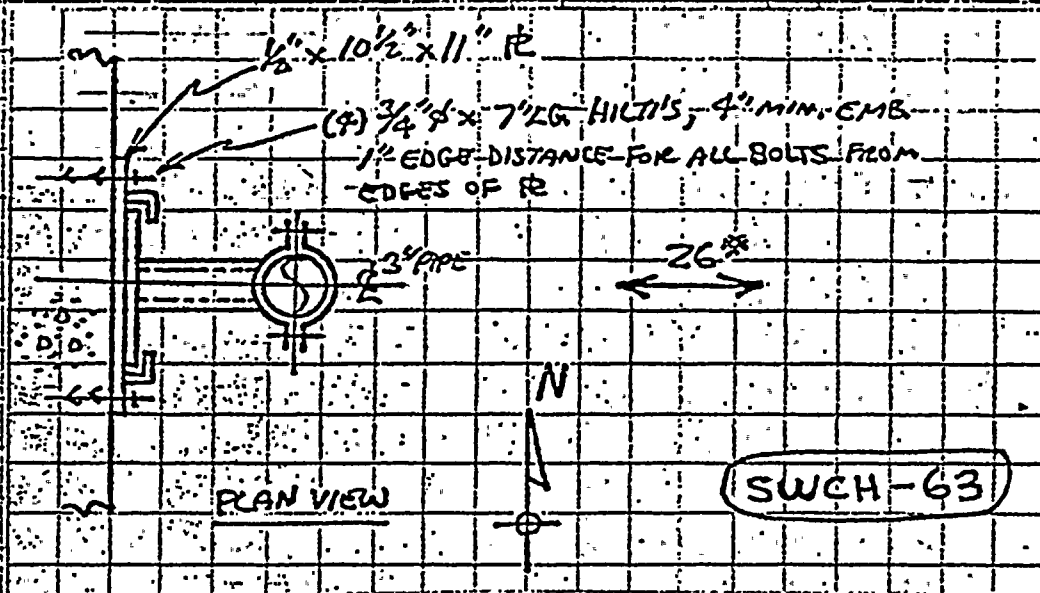 1/2" x 10 1/2" x 11" PL
(4) 3/4" φ x 7" LG HILTI'S, 4" MIN. EMB.
1" EDGE DISTANCE FOR ALL BOLTS FROM
EDGES OF PL
CL 3" PIPE
26#
N
PLAN VIEW
SWCH-63